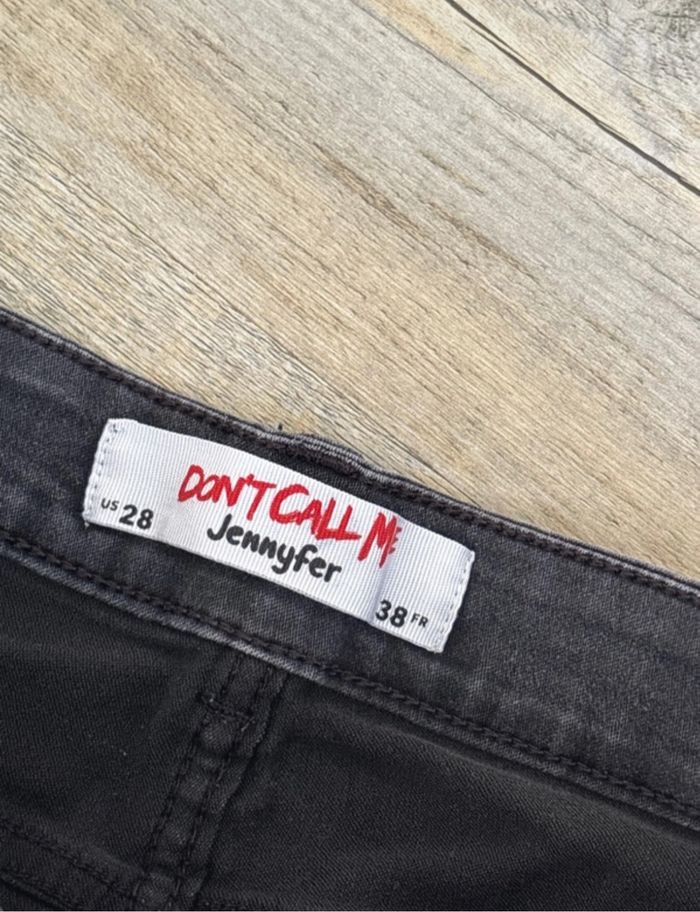 DON'T CALL ME
Jennyfer
US 28
38 FR